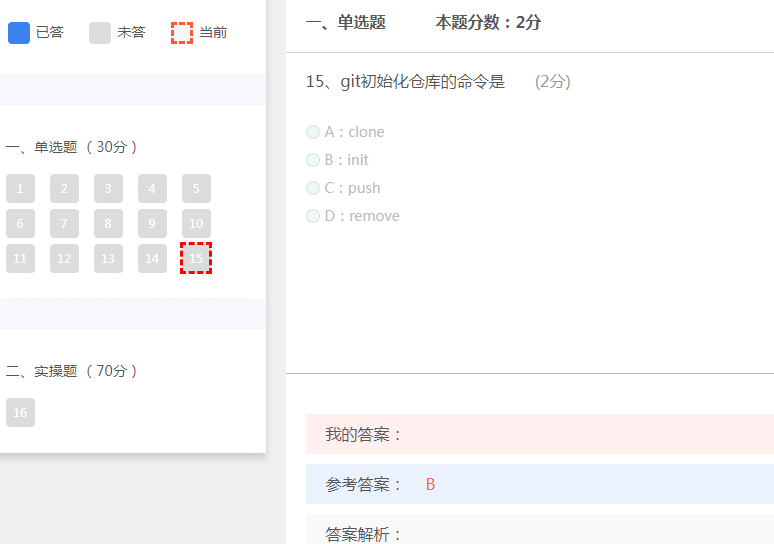 已答 未答 当前
一、单选题（30分）
1 2 3 4 5
6 7 8 9 10
11 12 13 14 15
二、实操题（70分）
16
一、单选题 本题分数：2分
15、git初始化仓库的命令是 (2分)
A：clone
B：init
C：push
D：remove
我的答案：
参考答案： B
答案解析：